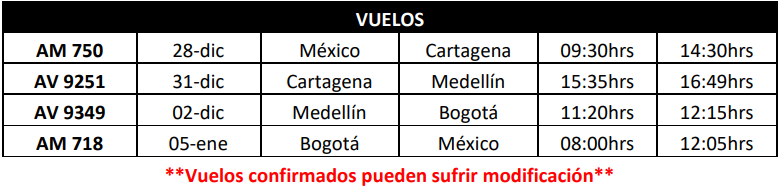 VUELOS
AM 750 28-dic México Cartagena 09:30hrs 14:30hrs
AV 9251 31-dic Cartagena Medellín 15:35hrs 16:49hrs
AV 9349 02-dic Medellín Bogotá 11:20hrs 12:15hrs
AM 718 05-ene Bogotá México 08:00hrs 12:05hrs
**Vuelos confirmados pueden sufrir modificación**